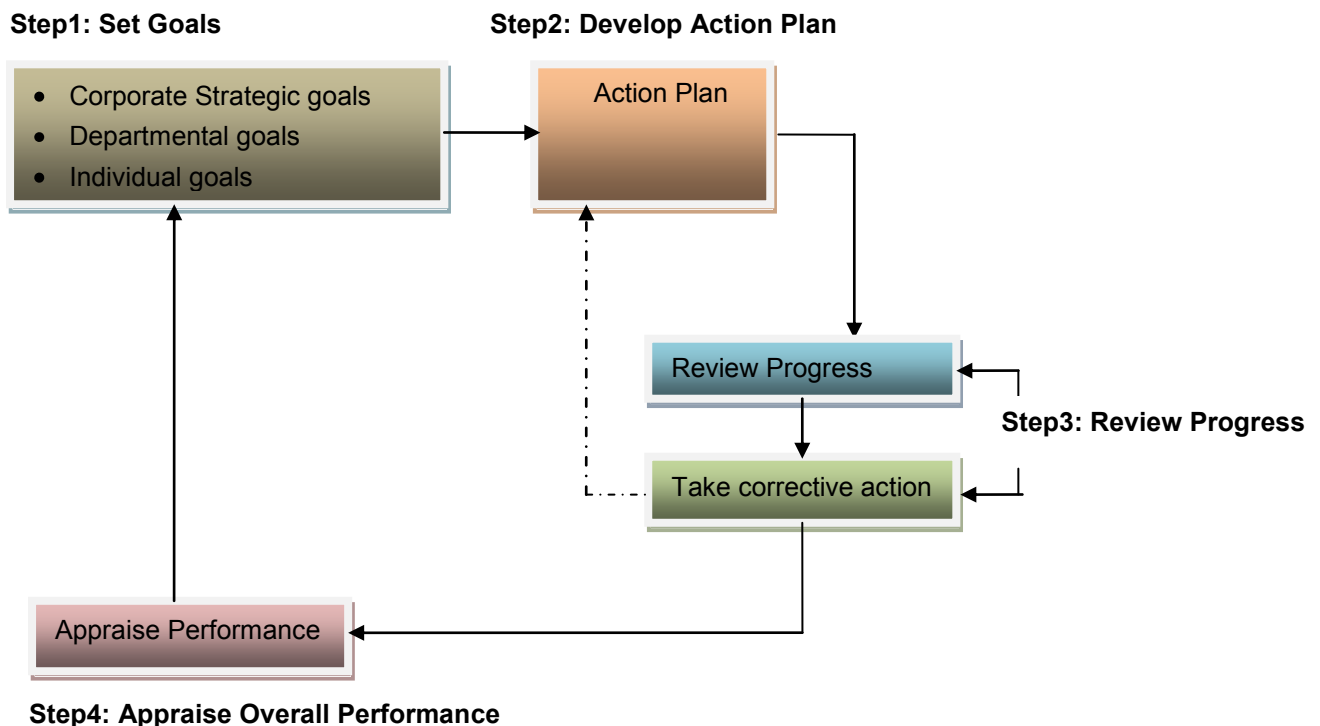 Step1: Set Goals
Step2: Develop Action Plan
• Corporate Strategic goals
• Departmental goals
• Individual goals
Action Plan
Review Progress
Step3: Review Progress
Take corrective action
Appraise Performance
Step4: Appraise Overall Performance